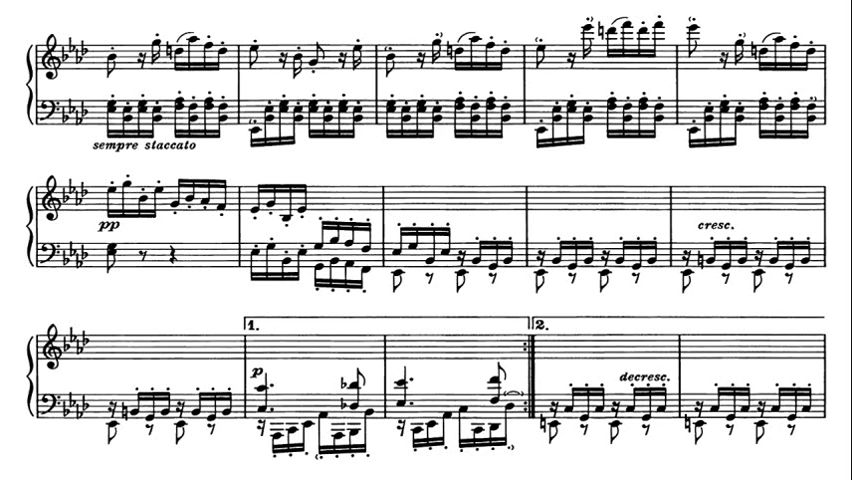 sempre staccato
pp
cresc.
1. 2.
p
decresc.